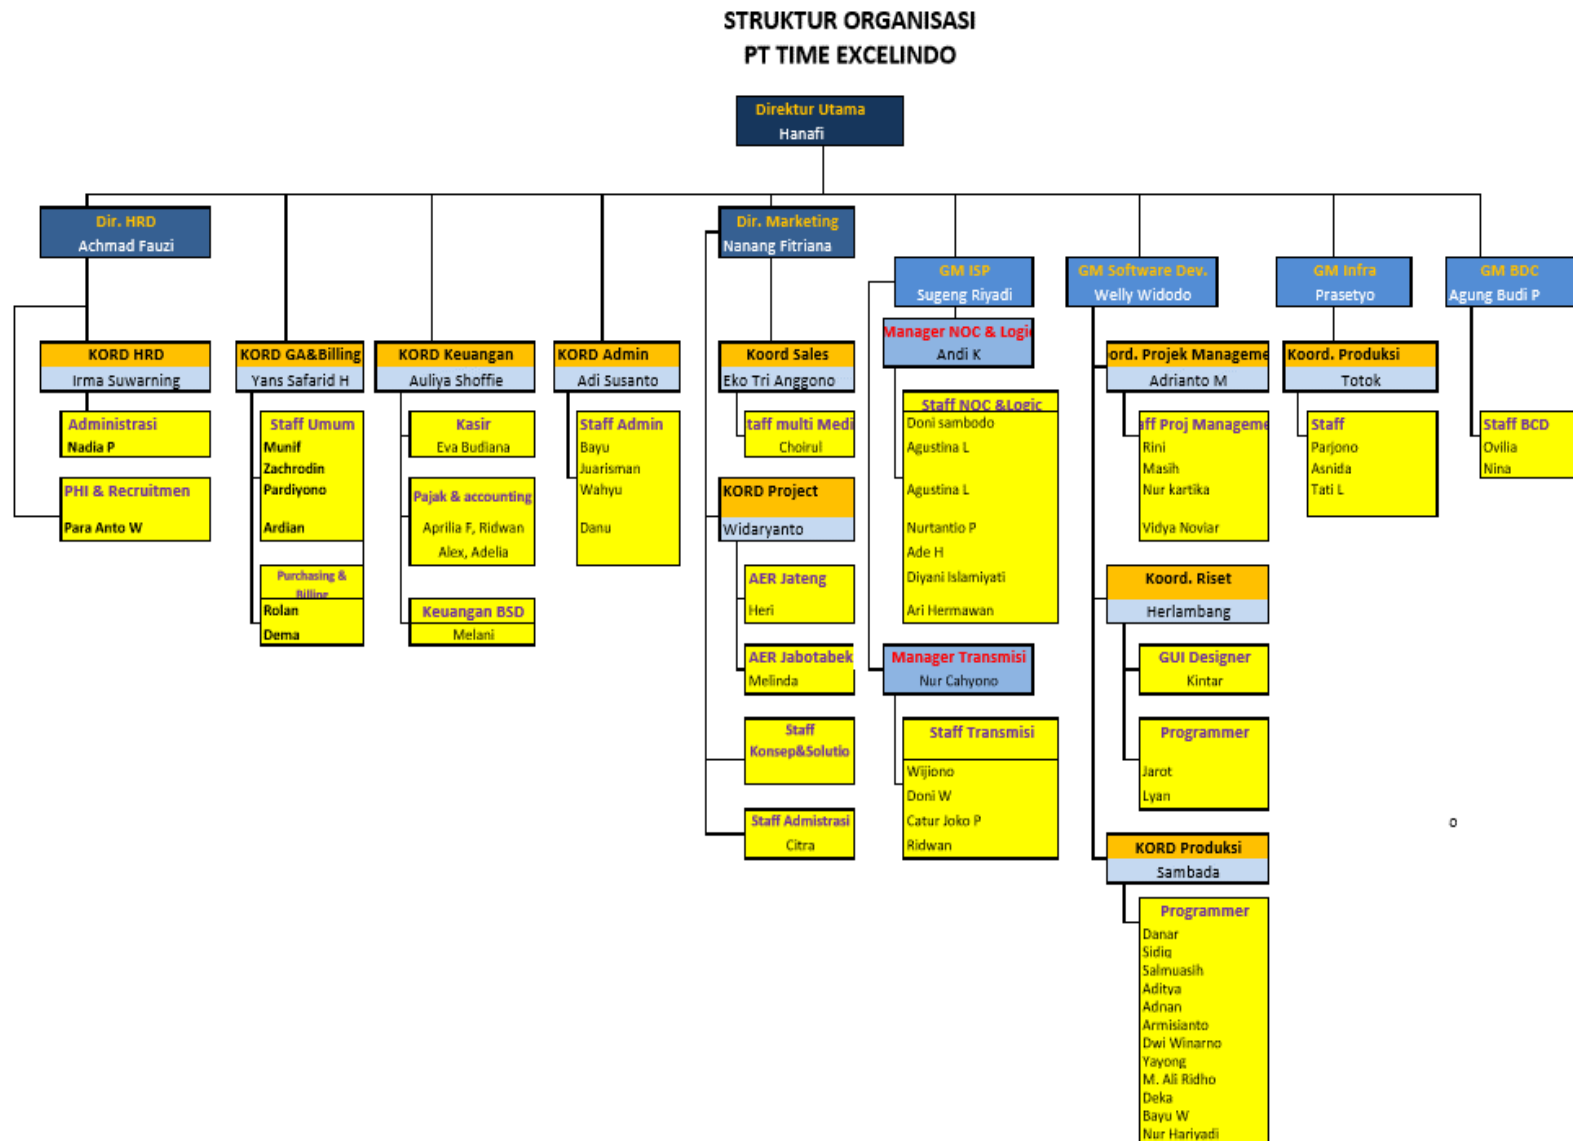 STRUKTUR ORGANISASI
PT TIME EXCELINDO
Direktur Utama
Hanafi
Dir. HRD
Achmad Fauzi
KORD HRD
Irma Suwarning
Administrasi
Nadia P
PHI & Recruitmen
Para Anto W
KORD GA&Billing
Yans Safarid H
Staff Umum
Munif
Zachrodin
Pardiyono
Ardian
Purchasing &
Billing
Rolan
Dema
KORD Keuangan
Auliya Shoffie
Kasir
Eva Budiana
Pajak & accounting
Aprilia F, Ridwan
Alex, Adelia
Keuangan BSD
Melani
KORD Admin
Adi Susanto
Staff Admin
Bayu
Juarisman
Wahyu
Danu
Dir. Marketing
Nanang Fitriana
Koord Sales
Eko Tri Anggono
taff multi Medi
Choirul
KORD Project
Widaryanto
AER Jateng
Heri
AER Jabotabek
Melinda
Staff
Konsep&Solutio
Staff Admistrasi
Citra
GM ISP
Sugeng Riyadi
Manager NOC & Logi
Andi K
Staff NOC &Logic
Doni sambodo
Agustina L
Agustina L
Nurtantio P
Ade H
Diyani Islamiyati
Ari Hermawan
Manager Transmisi
Nur Cahyono
Staff Transmisi
Wijiono
Doni W
Catur Joko P
Ridwan
GM Software Dev.
Welly Widodo
ord. Projek Manageme
Adrianto M
aff Proj Manageme
Rini
Masih
Nur kartika
Vidya Noviar
Koord. Riset
Herlambang
GUI Designer
Kintar
Programmer
Jarot
Lyan
KORD Produksi
Sambada
Programmer
Danar
Sidiq
Salmuasih
Aditya
Adnan
Armisianto
Dwi Winarno
Yayong
M. Ali Ridho
Deka
Bayu W
Nur Hariyadi
GM Infra
Prasetyo
Koord. Produksi
Totok
Staff
Parjono
Asnida
Tati L
GM BDC
Agung Budi P
Staff BCD
Ovilia
Nina
o